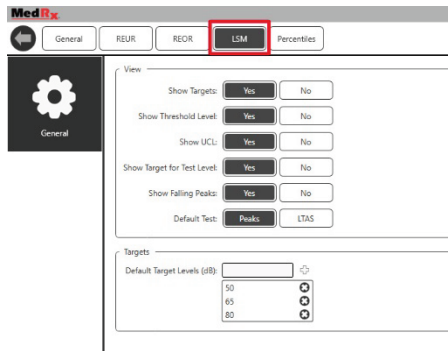 MedRx
General REUR REOR LSM Percentiles
General
View
Show Targets: Yes No
Show Threshold Level: Yes No
Show UCL: Yes No
Show Target for Test Level: Yes No
Show Falling Peaks: Yes No
Default Test: Peaks LTAS
Targets
Default Target Levels (dB):
50
65
80